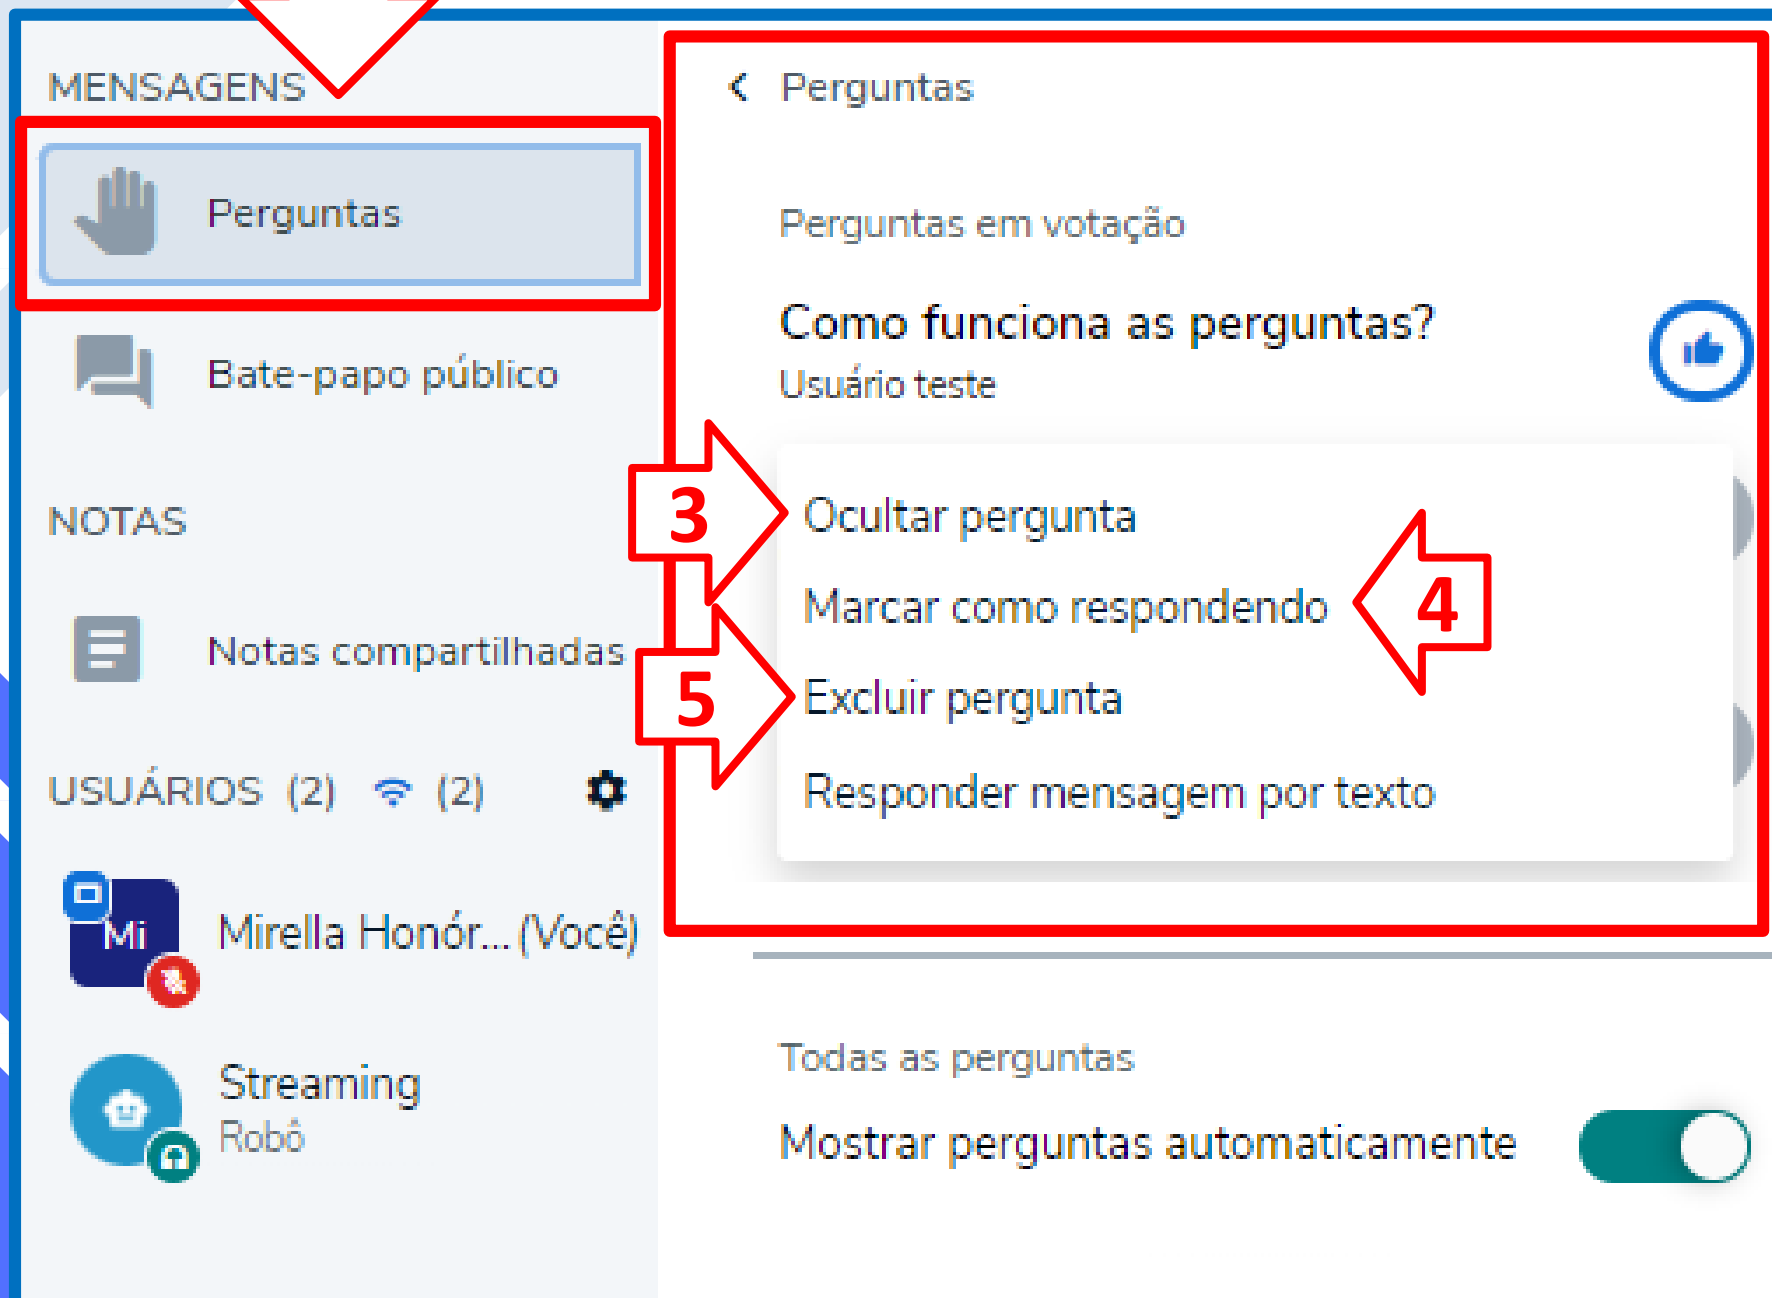 MENSAGENS
Perguntas
Bate-papo público
NOTAS
Notas compartilhadas
USUÁRIOS (2) (2)
Mi
Mirella Honór... (Você)
Streaming
Robô
Perguntas
Perguntas em votação
Como funciona as perguntas?
Usuário teste
3
Ocultar pergunta
Marcar como respondendo
4
5
Excluir pergunta
Responder mensagem por texto
Todas as perguntas
Mostrar perguntas automaticamente